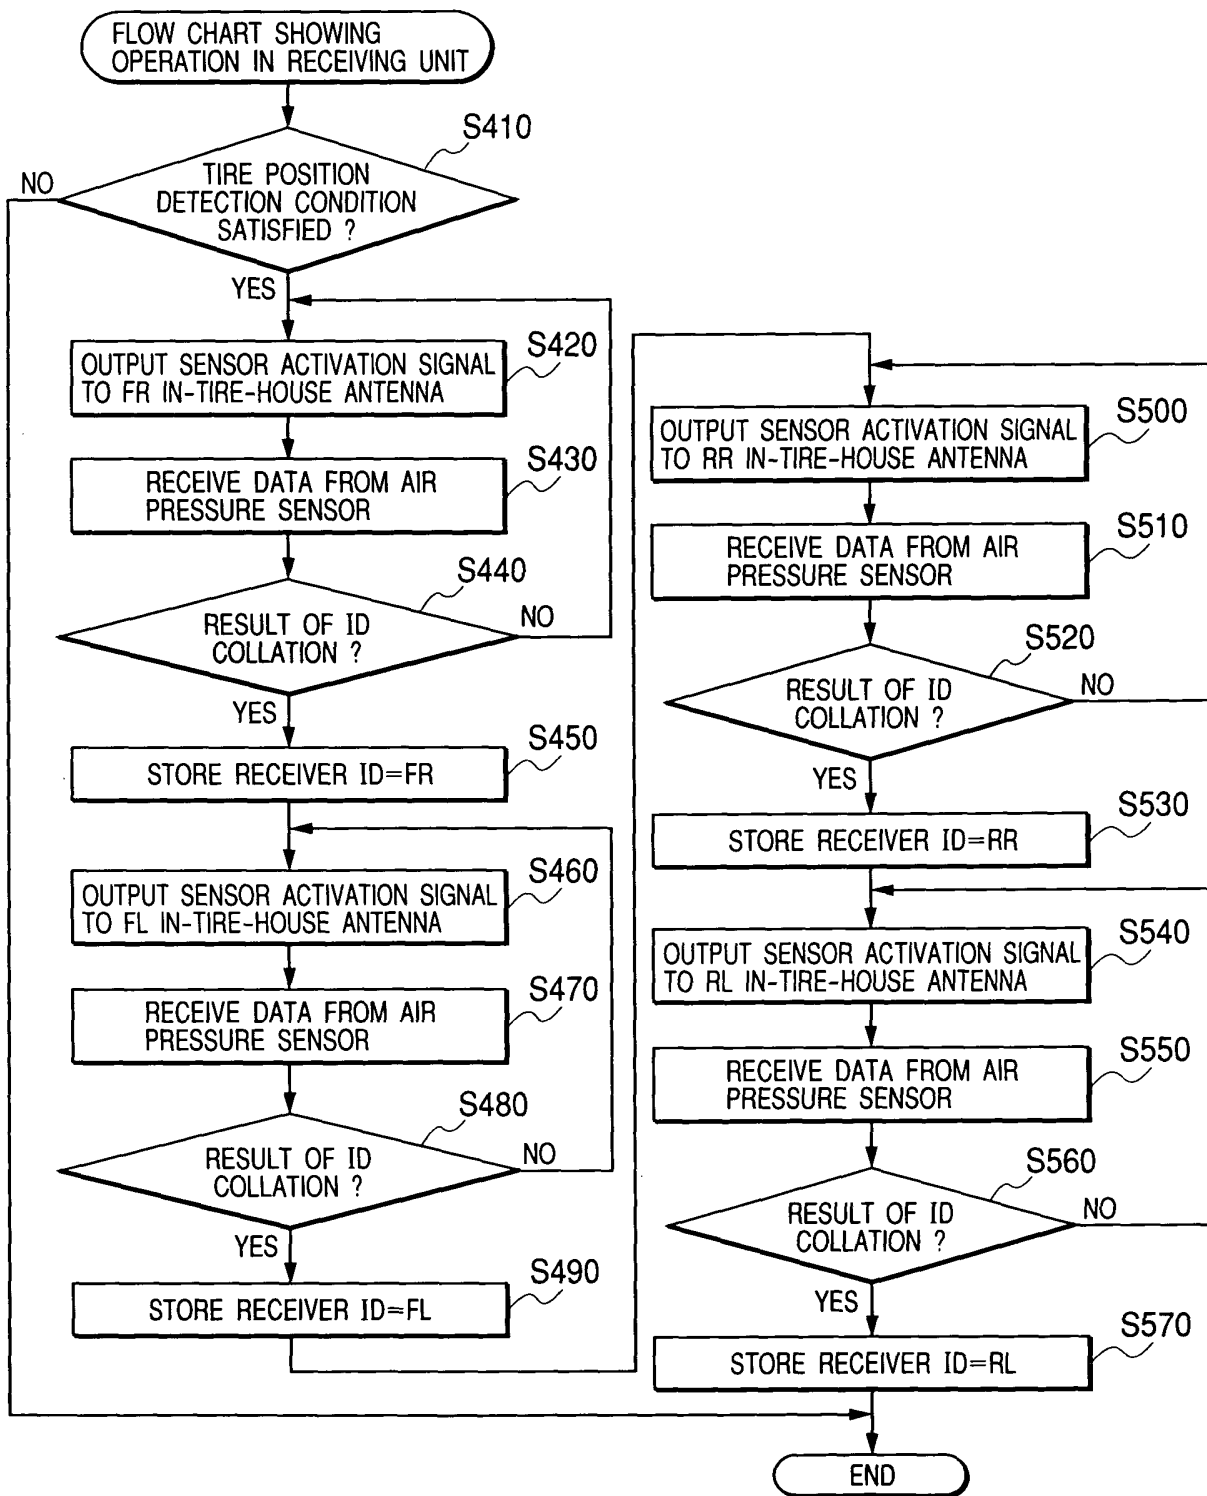 FLOW CHART SHOWING
OPERATION IN RECEIVING UNIT
S410
NO
TIRE POSITION
DETECTION CONDITION
SATISFIED ?
YES
S420
OUTPUT SENSOR ACTIVATION SIGNAL
TO FR IN-TIRE-HOUSE ANTENNA
S430
RECEIVE DATA FROM AIR
PRESSURE SENSOR
S440
RESULT OF ID
COLLATION ?
NO
YES
S450
STORE RECEIVER ID=FR
S460
OUTPUT SENSOR ACTIVATION SIGNAL
TO FL IN-TIRE-HOUSE ANTENNA
S470
RECEIVE DATA FROM AIR
PRESSURE SENSOR
S480
RESULT OF ID
COLLATION ?
NO
YES
S490
STORE RECEIVER ID=FL
S500
OUTPUT SENSOR ACTIVATION SIGNAL
TO RR IN-TIRE-HOUSE ANTENNA
S510
RECEIVE DATA FROM AIR
PRESSURE SENSOR
S520
RESULT OF ID
COLLATION ?
NO
YES
S530
STORE RECEIVER ID=RR
S540
OUTPUT SENSOR ACTIVATION SIGNAL
TO RL IN-TIRE-HOUSE ANTENNA
S550
RECEIVE DATA FROM AIR
PRESSURE SENSOR
S560
RESULT OF ID
COLLATION ?
NO
YES
S570
STORE RECEIVER ID=RL
END